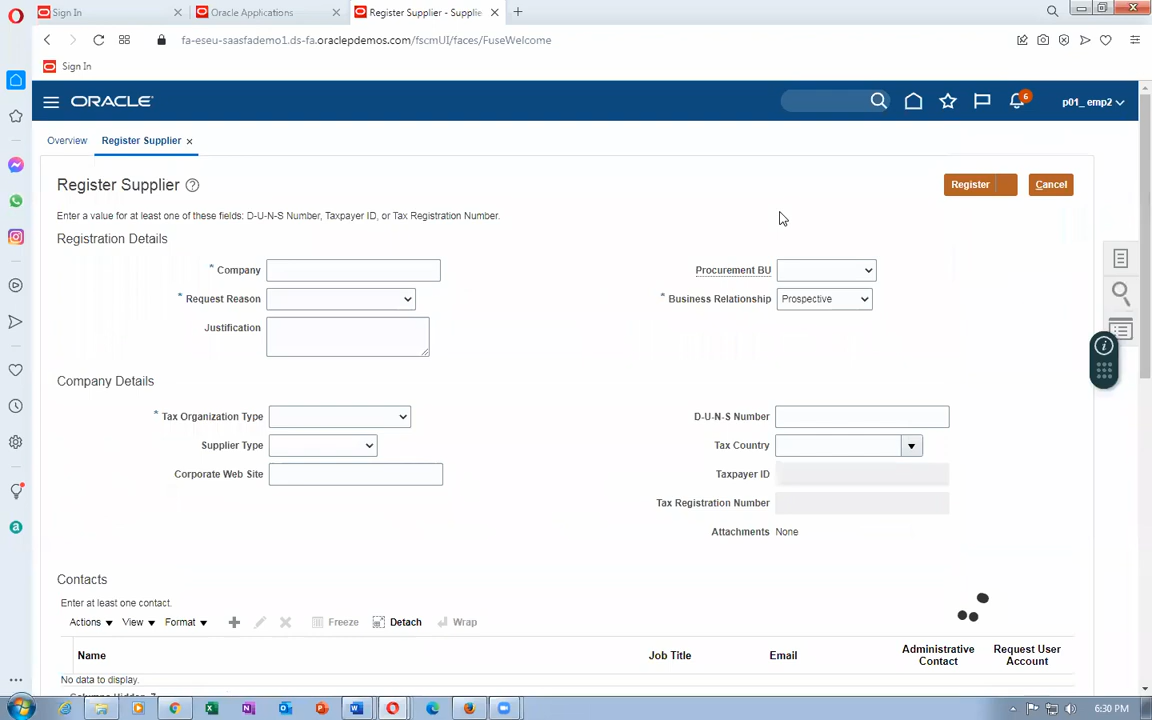 Sign In
Oracle Applications
Register Supplier - Supplie
fa-eseu-saasfademo1.ds-fa.oraclepdemos.com/fscmUI/faces/FuseWelcome
Sign In
ORACLE
6
p01_ emp2
Overview
Register Supplier
Register Supplier
Register
Cancel
Enter a value for at least one of these fields: D-U-N-S Number, Taxpayer ID, or Tax Registration Number.
Registration Details
* Company
Procurement BU
* Request Reason
* Business Relationship Prospective
Justification
Company Details
* Tax Organization Type
D-U-N-S Number
Supplier Type
Tax Country
Corporate Web Site
Taxpayer ID
Tax Registration Number
Attachments None
Contacts
Enter at least one contact.
Actions View Format Freeze Detach Wrap
Name Job Title Email Administrative Contact Request User Account
No data to display.
6:30 PM